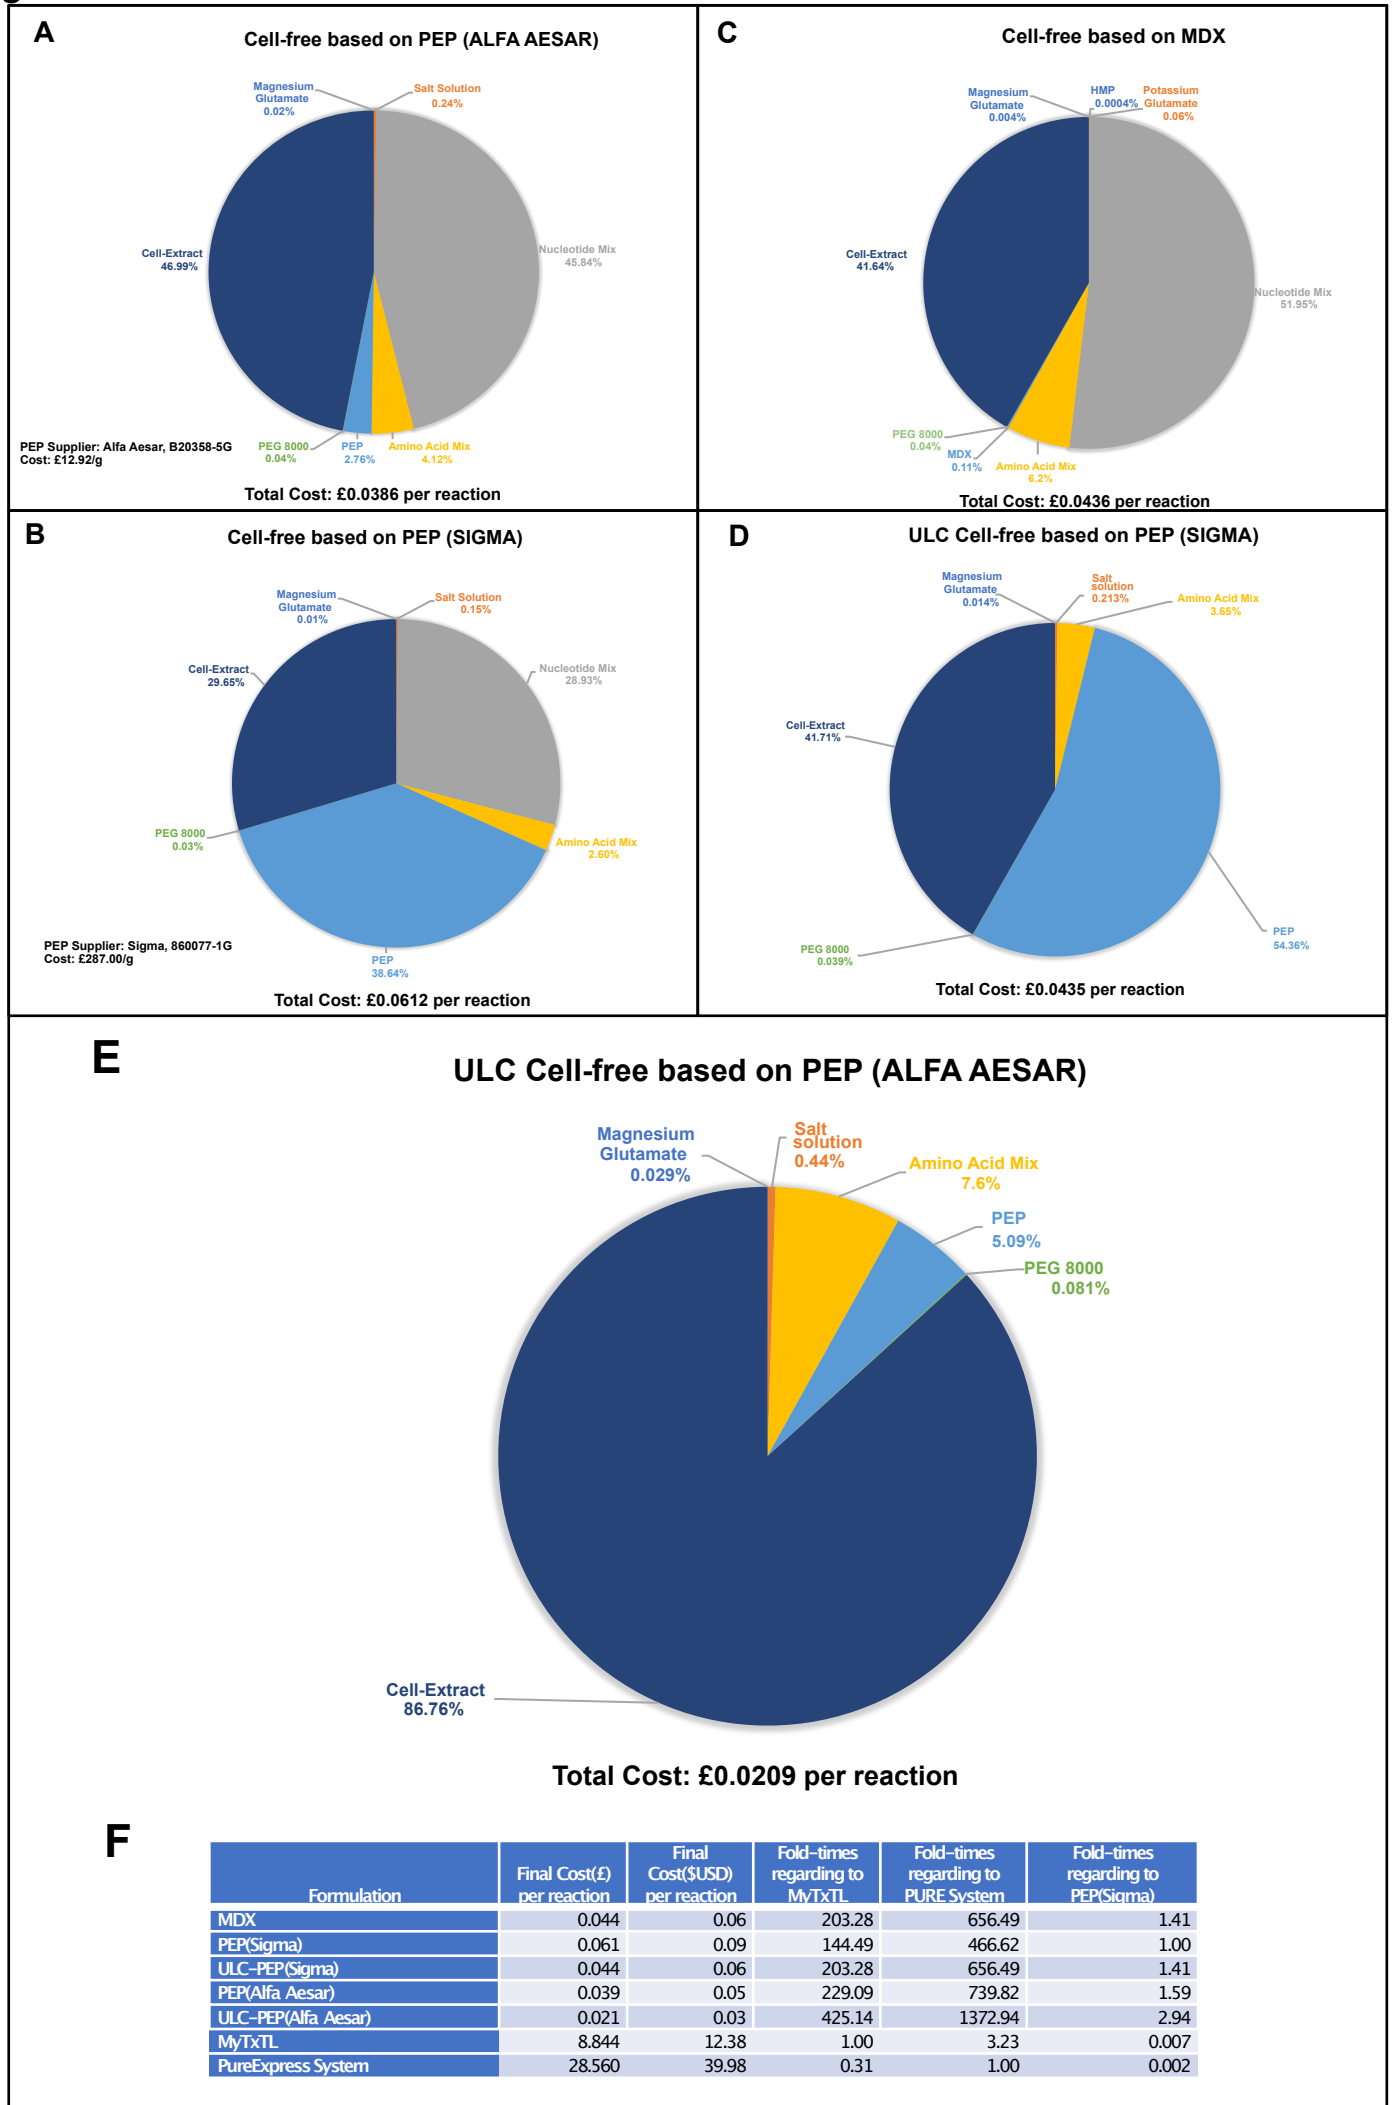 A
Cell-free based on PEP (ALFA AESAR)
Magnesium
Glutamate
0.02%
Salt Solution
0.24%
Cell-Extract
46.99%
Nucleotide Mix
45.84%
PEP Supplier: Alfa Aesar, B20358-5G
Cost: £12.92/g
PEG 8000
0.04%
PEP
2.76%
Amino Acid Mix
4.12%
Total Cost: £0.0386 per reaction
C
Cell-free based on MDX
Magnesium
Glutamate
0.004%
HMP
0.0004%
Potassium
Glutamate
0.06%
Cell-Extract
41.64%
Nucleotide Mix
51.95%
PEG 8000
0.04%
MDX
0.11%
Amino Acid Mix
6.2%
Total Cost: £0.0436 per reaction
B
Cell-free based on PEP (SIGMA)
Magnesium
Glutamate
0.01%
Salt Solution
0.15%
Cell-Extract
29.65%
Nucleotide Mix
28.93%
PEG 8000
0.03%
Amino Acid Mix
2.60%
PEP Supplier: Sigma, 860077-1G
Cost: £287.00/g
PEP
38.64%
Total Cost: £0.0612 per reaction
D
ULC Cell-free based on PEP (SIGMA)
Magnesium
Glutamate
0.014%
Salt
solution
0.213%
Amino Acid Mix
3.65%
Cell-Extract
41.71%
PEP
54.36%
PEG 8000
0.039%
Total Cost: £0.0435 per reaction
E
ULC Cell-free based on PEP (ALFA AESAR)
Magnesium
Glutamate
0.029%
Salt
solution
0.44%
Amino Acid Mix
7.6%
PEP
5.09%
PEG 8000
0.081%
Cell-Extract
86.76%
Total Cost: £0.0209 per reaction
F
Formulation Final Cost(£) per reaction Final Cost($USD) per reaction Fold-times regarding to MyTxTL Fold-times regarding to PURE System Fold-times regarding to PEP(Sigma)
MDX 0.044 0.06 203.28 656.49 1.41
PEP(Sigma) 0.061 0.09 144.49 466.62 1.00
ULC-PEP(Sigma) 0.044 0.06 203.28 656.49 1.41
PEP(Alfa Aesar) 0.039 0.05 229.09 739.82 1.59
ULC-PEP(Alfa Aesar) 0.021 0.03 425.14 1372.94 2.94
MyTxTL 8.844 12.38 1.00 3.23 0.007
PureExpress System 28.560 39.98 0.31 1.00 0.002